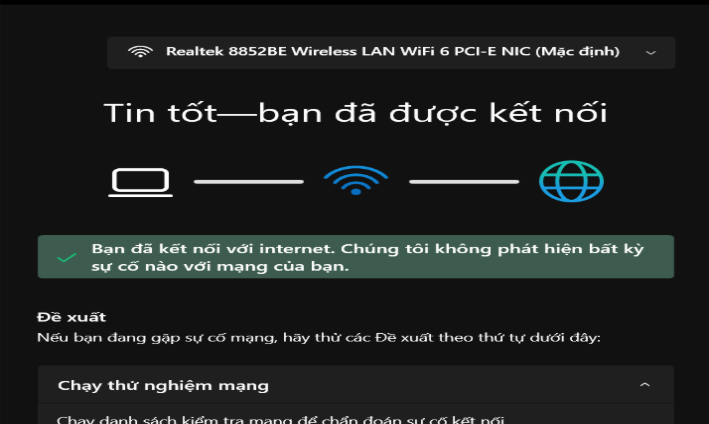 Realtek 8852BE Wireless LAN WiFi 6 PCI-E NIC (Mặc định)
Tin tốt—bạn đã được kết nối
Bạn đã kết nối với internet. Chúng tôi không phát hiện bất kỳ
sự cố nào với mạng của bạn.
Đề xuất
Nếu bạn đang gặp sự cố mạng, hãy thử các Đề xuất theo thứ tự dưới đây:
Chạy thử nghiệm mạng
Chạy danh sách kiểm tra mạng để chẩn đoán sự cố kết nối